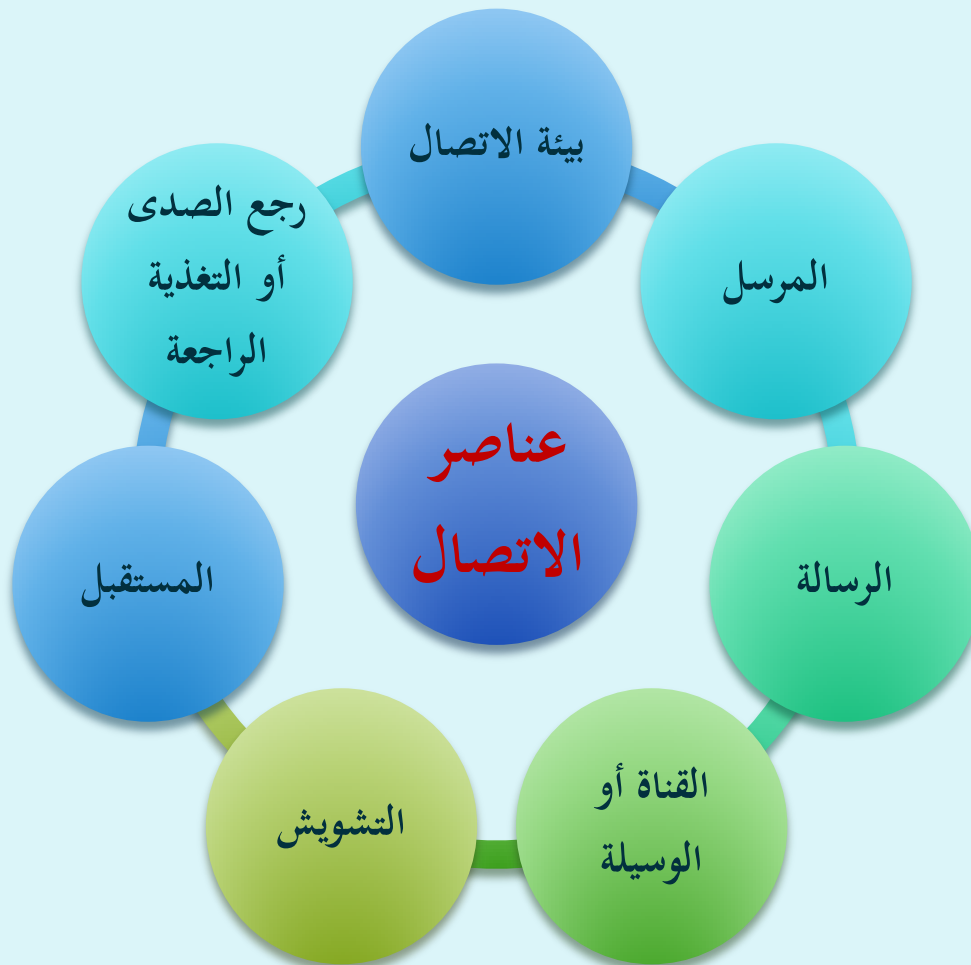 عناصر
الاتصال
بيئة الاتصال
المرسل
الرسالة
القناة أو
الوسيلة
التشويش
المستقبل
رجع الصدى
أو التغذية
الراجعة